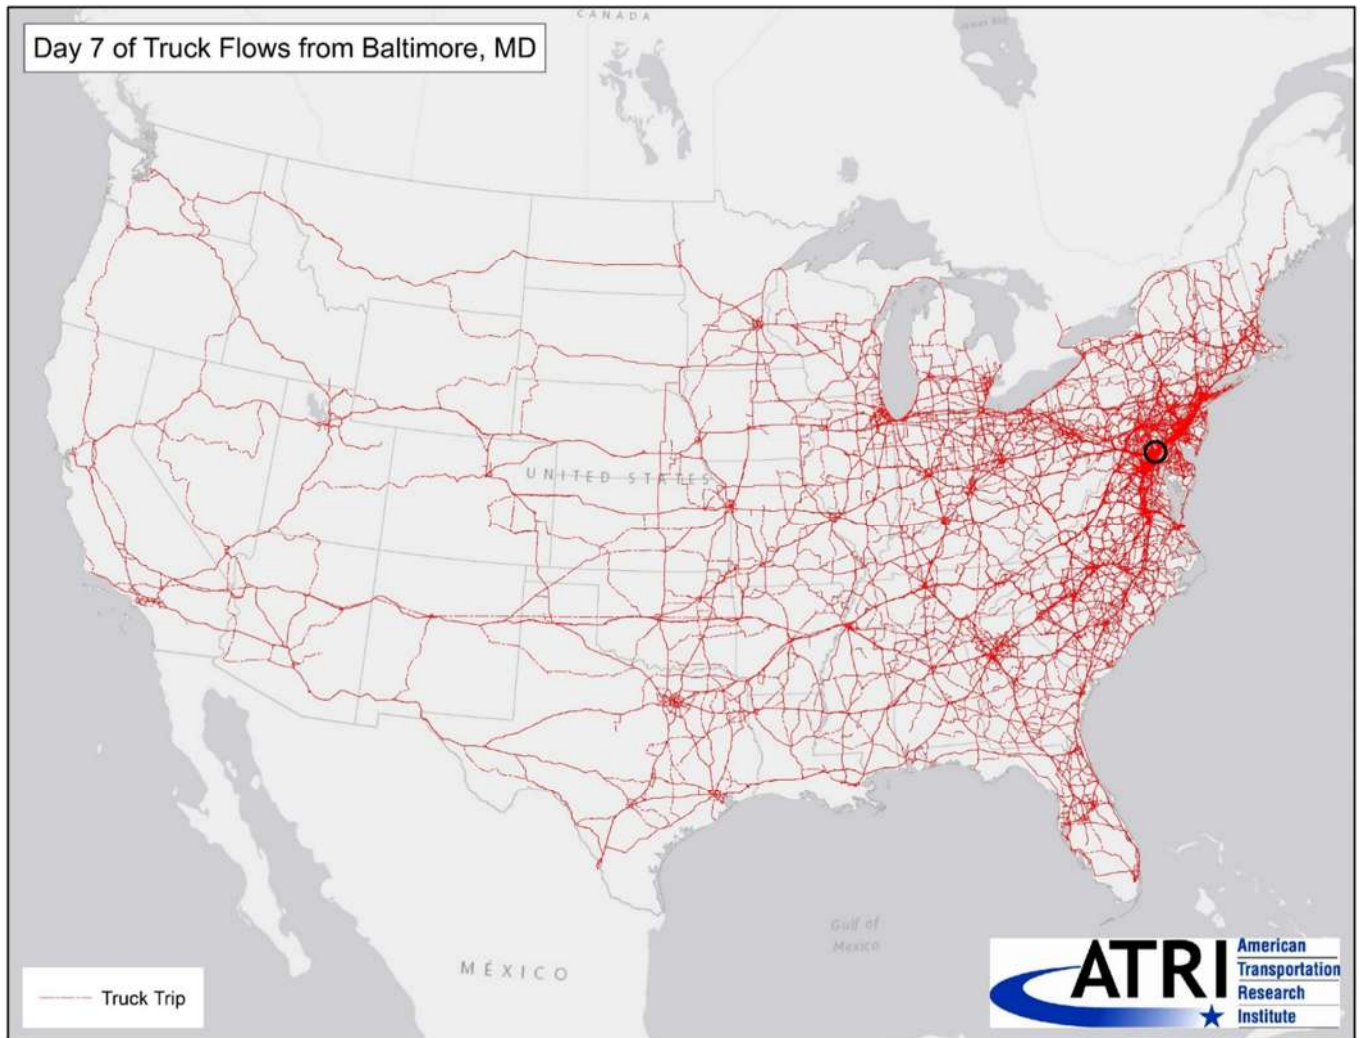 CANADA
Day 7 of Truck Flows from Baltimore, MD
UNITED STATES
Gulf of
Mexico
MÉXICO
Truck Trip
ATRI
American
Transportation
Research
Institute